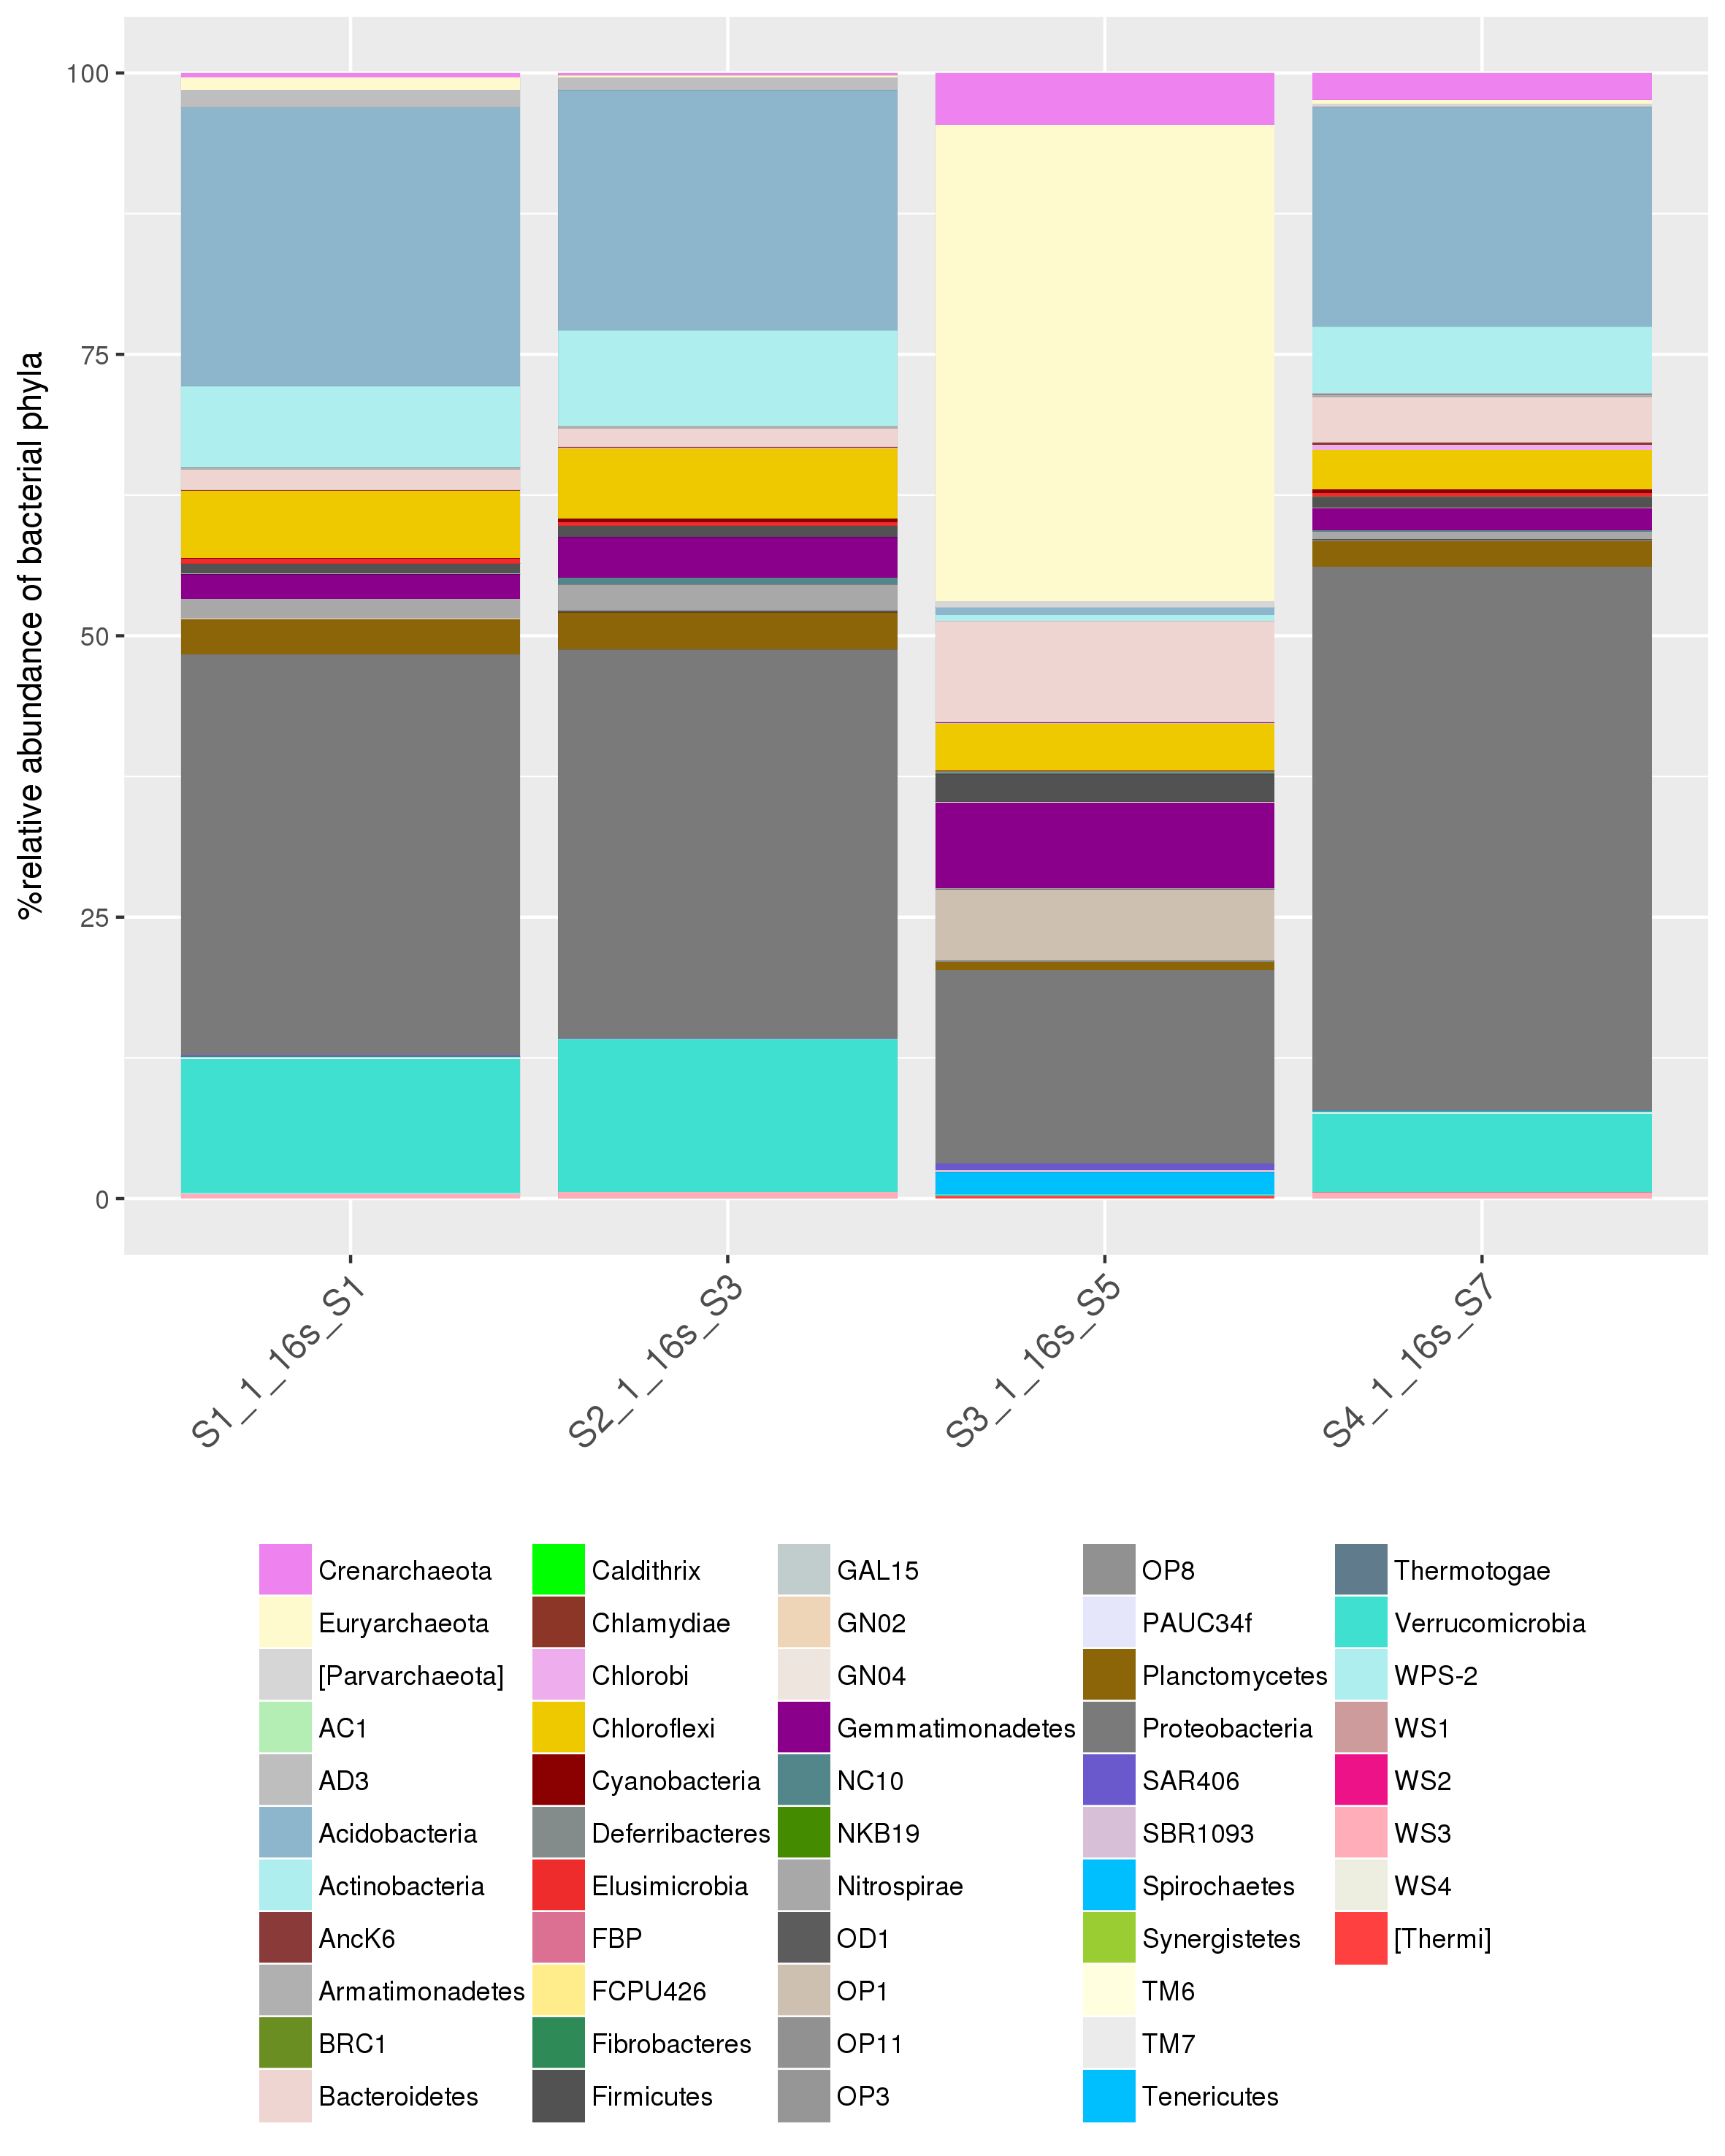 %relative abundance of bacterial phyla
100
75
50
25
0
S1_1_16s_S1
S2_1_16s_S3
S3_1_16s_S5
S4_1_16s_S7
Crenarchaeota
Euryarchaeota
[Parvarchaeota]
AC1
AD3
Acidobacteria
Actinobacteria
AncK6
Armatimonadetes
BRC1
Bacteroidetes
Caldithrix
Chlamydiae
Chlorobi
Chloroflexi
Cyanobacteria
Deferribacteres
Elusimicrobia
FBP
FCPU426
Fibrobacteres
Firmicutes
GAL15
GN02
GN04
Gemmatimonadetes
NC10
NKB19
Nitrospirae
OD1
OP1
OP11
OP3
OP8
PAUC34f
Planctomycetes
Proteobacteria
SAR406
SBR1093
Spirochaetes
Synergistetes
TM6
TM7
Tenericutes
Thermotogae
Verrucomicrobia
WPS-2
WS1
WS2
WS3
WS4
[Thermi]